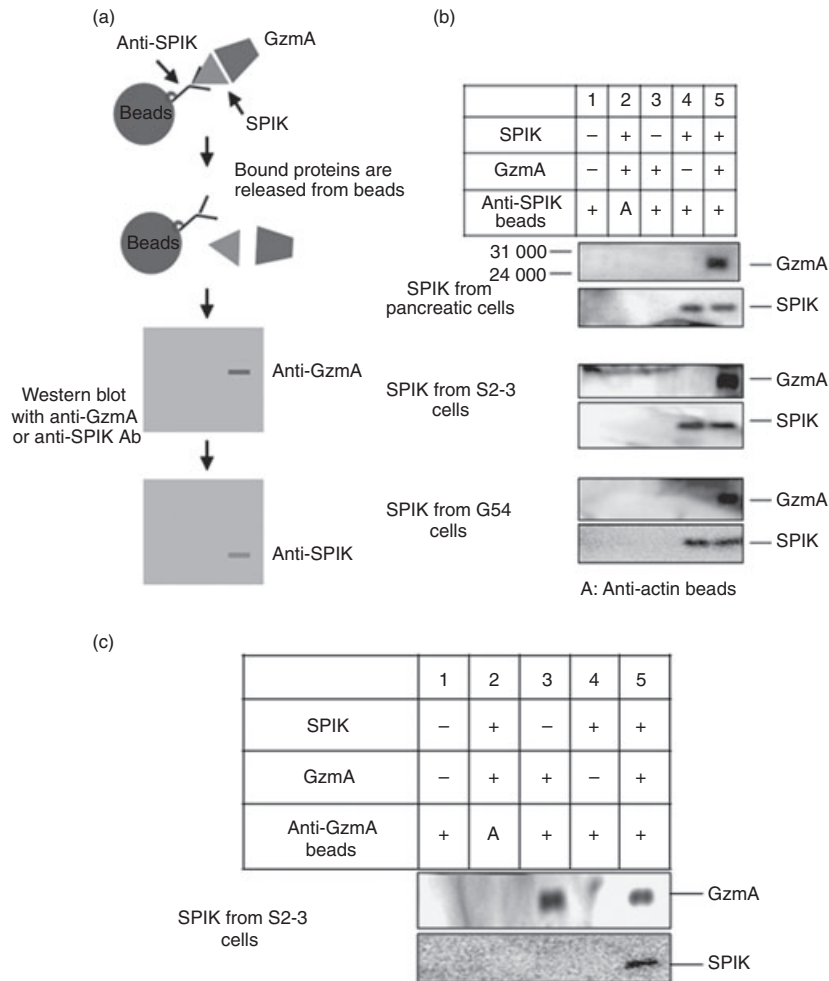 (a)
Anti-SPIK
GzmA
Beads
SPIK
Bound proteins are
released from beads
Beads
Anti-GzmA
Western blot
with anti-GzmA
or anti-SPIK Ab
Anti-SPIK
(b)
1 2 3 4 5
SPIK – + – + +
GzmA – + + – +
Anti-SPIK
beads + A + + +
31 000
24 000
GzmA
SPIK from
pancreatic cells
SPIK
SPIK from S2-3
cells
GzmA
SPIK
SPIK from G54
cells
GzmA
SPIK
A: Anti-actin beads
(c)
1 2 3 4 5
SPIK – + – + +
GzmA – + + – +
Anti-GzmA
beads + A + + +
SPIK from S2-3
cells
GzmA
SPIK